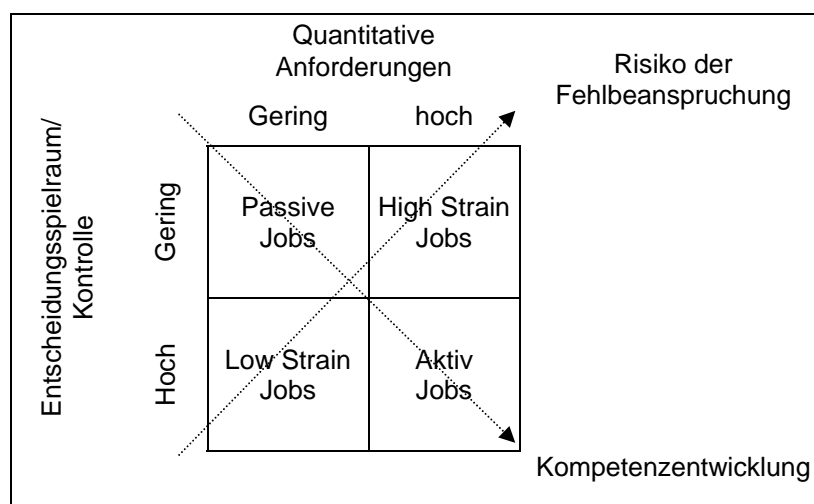 Quantitative
Anforderungen
Risiko der
Fehlbeanspruchung
Gering
hoch
Entscheidungsspielraum/
Kontrolle
Gering
Passive
Jobs
High Strain
Jobs
Hoch
Low Strain
Jobs
Aktiv
Jobs
Kompetenzentwicklung